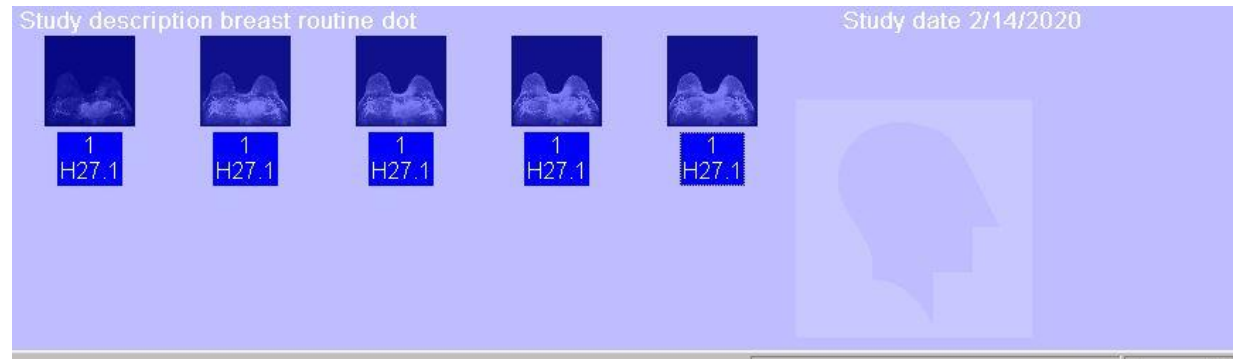 Study description breast routine dot
Study date 2/14/2020
1 1 1 1 1
H27.1 H27.1 H27.1 H27.1 H27.1